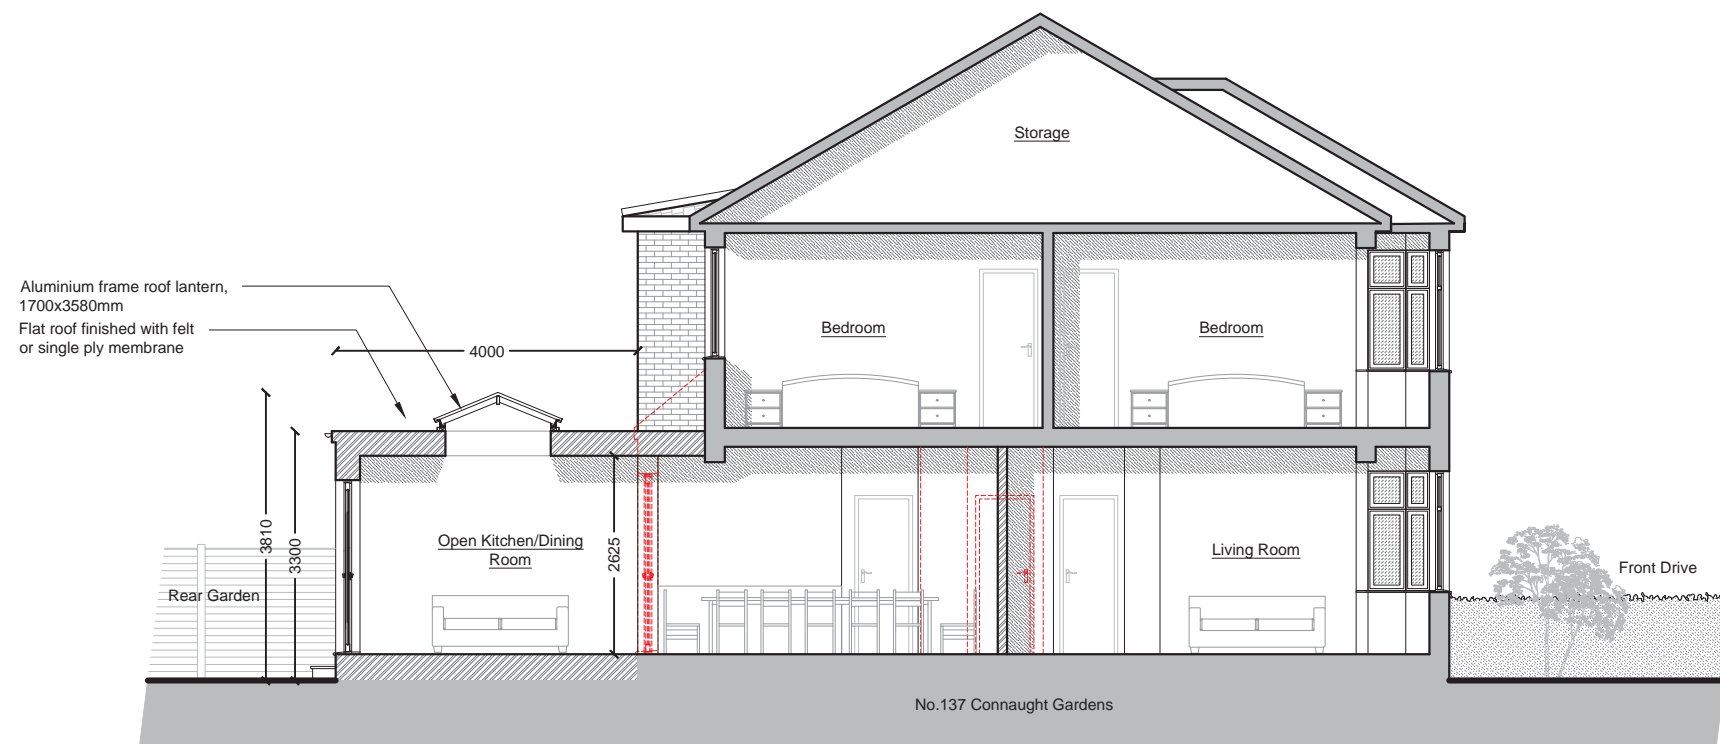 Storage
Aluminium frame roof lantern,
1700x3580mm
Flat roof finished with felt
or single ply membrane
Bedroom
Bedroom
4000
3810
3300
2625
Open Kitchen/Dining
Room
Living Room
Rear Garden
Front Drive
No.137 Connaught Gardens